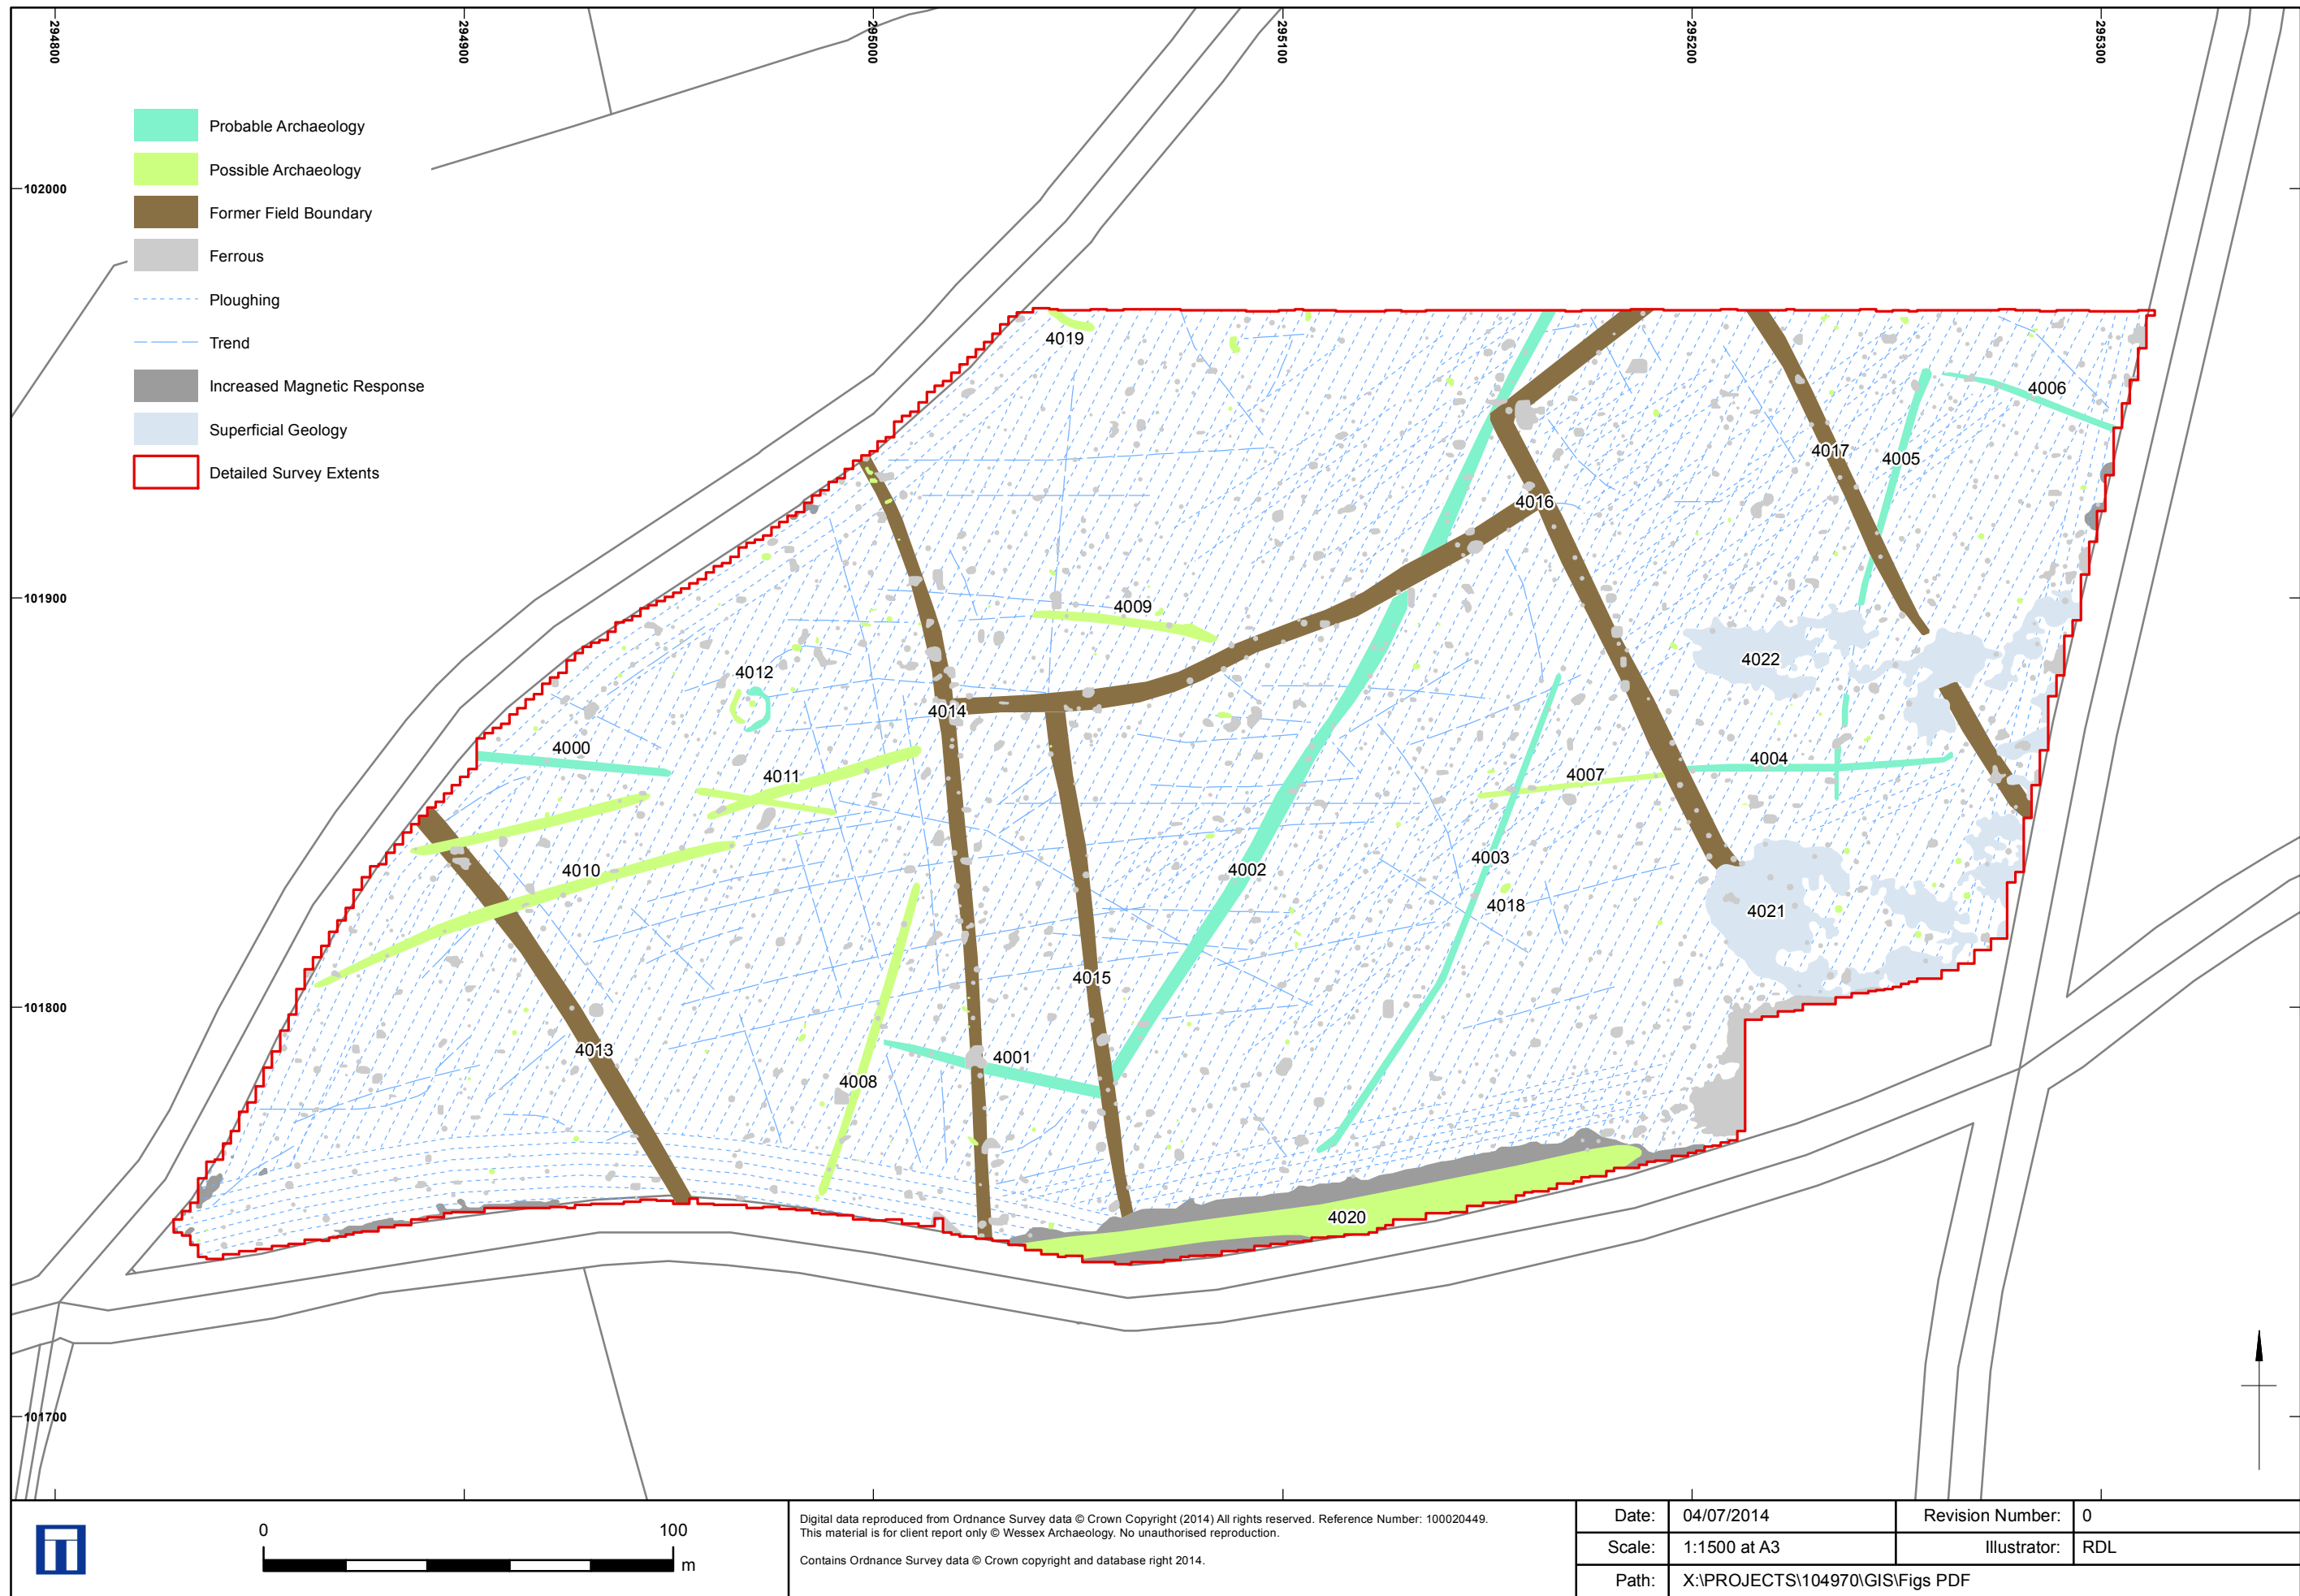 294800
294900
295000
295100
295200
295300
102000
101900
101800
101700
Probable Archaeology
Possible Archaeology
Former Field Boundary
Ferrous
Ploughing
Trend
Increased Magnetic Response
Superficial Geology
Detailed Survey Extents
4019
4006
4017
4005
4016
4009
4022
4012
4014
4000
4011
4007
4004
4010
4002
4003
4018
4021
4015
4013
4001
4008
4020
0 100
m
Digital data reproduced from Ordnance Survey data © Crown Copyright (2014) All rights reserved. Reference Number: 100020449.
This material is for client report only © Wessex Archaeology. No unauthorised reproduction.
Contains Ordnance Survey data © Crown copyright and database right 2014.
Date: 04/07/2014 Revision Number: 0
Scale: 1:1500 at A3 Illustrator: RDL
Path: X:\PROJECTS\104970\GIS\Figs PDF